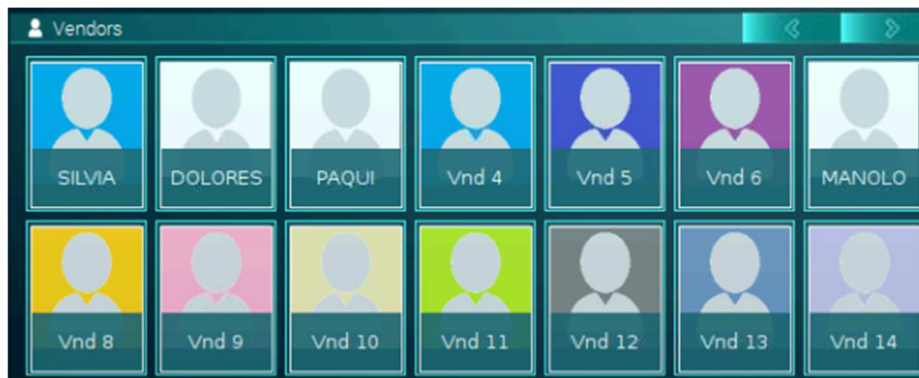 Vendors
SILVIA DOLORES PAQUI Vnd 4 Vnd 5 Vnd 6 MANOLO
Vnd 8 Vnd 9 Vnd 10 Vnd 11 Vnd 12 Vnd 13 Vnd 14